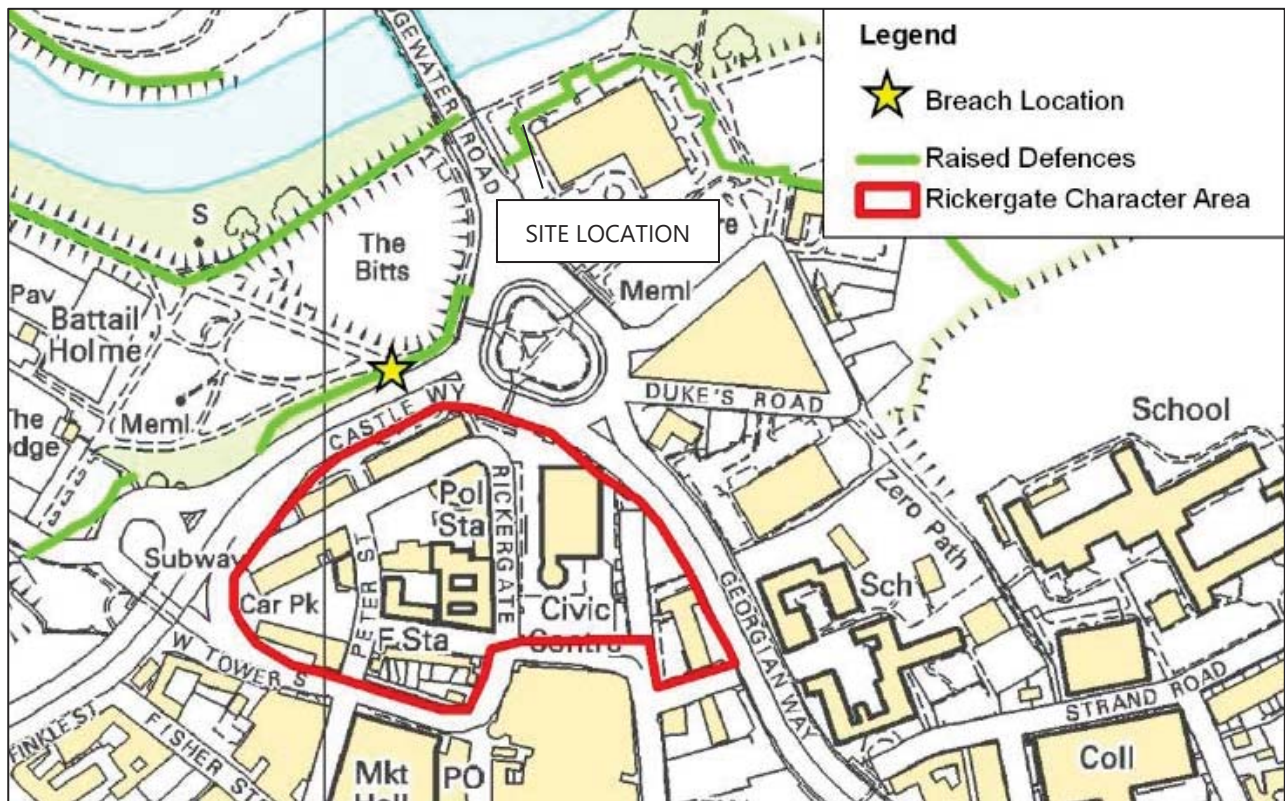 Legend
Breach Location
Raised Defences
Rickergate Character Area
GEWATER ROAD
SITE LOCATION
re
S
The
Bitts
Pav
Battail
Holme
Meml
Meml
The
dge
CASTLE WY
DUKE'S ROAD
School
Zero Path
Pol
Sta
RICKERGATE
PETER ST
Subway
Car Pk
F Sta
Civic
Centre
Sch
GEORGIAN WAY
W TOWER S
FINKLE ST
FISHER ST
STRAND ROAD
Mkt
Hall
PO
Coll